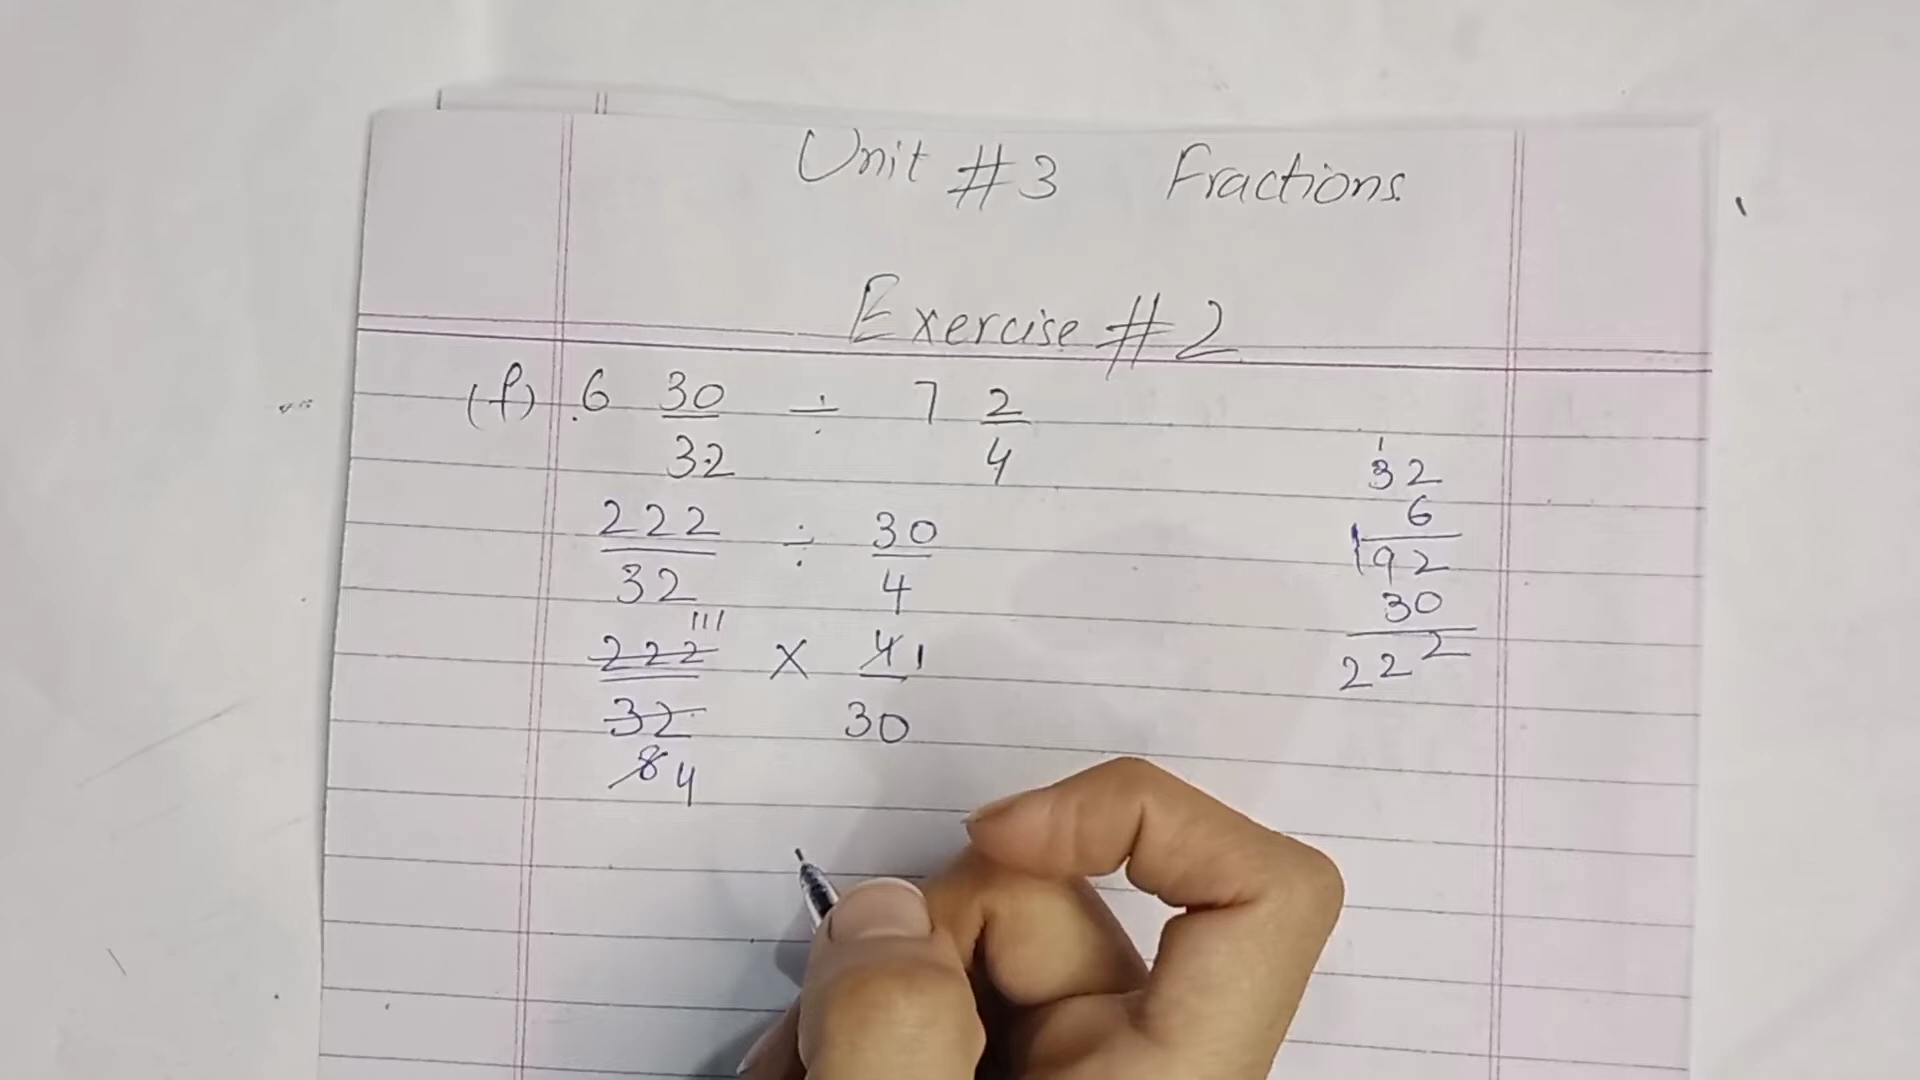 Unit #3 Fractions.
Exercise #2
(f) 6 30/32 ÷ 7 2/4
222/32 ÷ 30/4
111
222/32 × 4 1/30
8 4
1
32
6
192
30
222